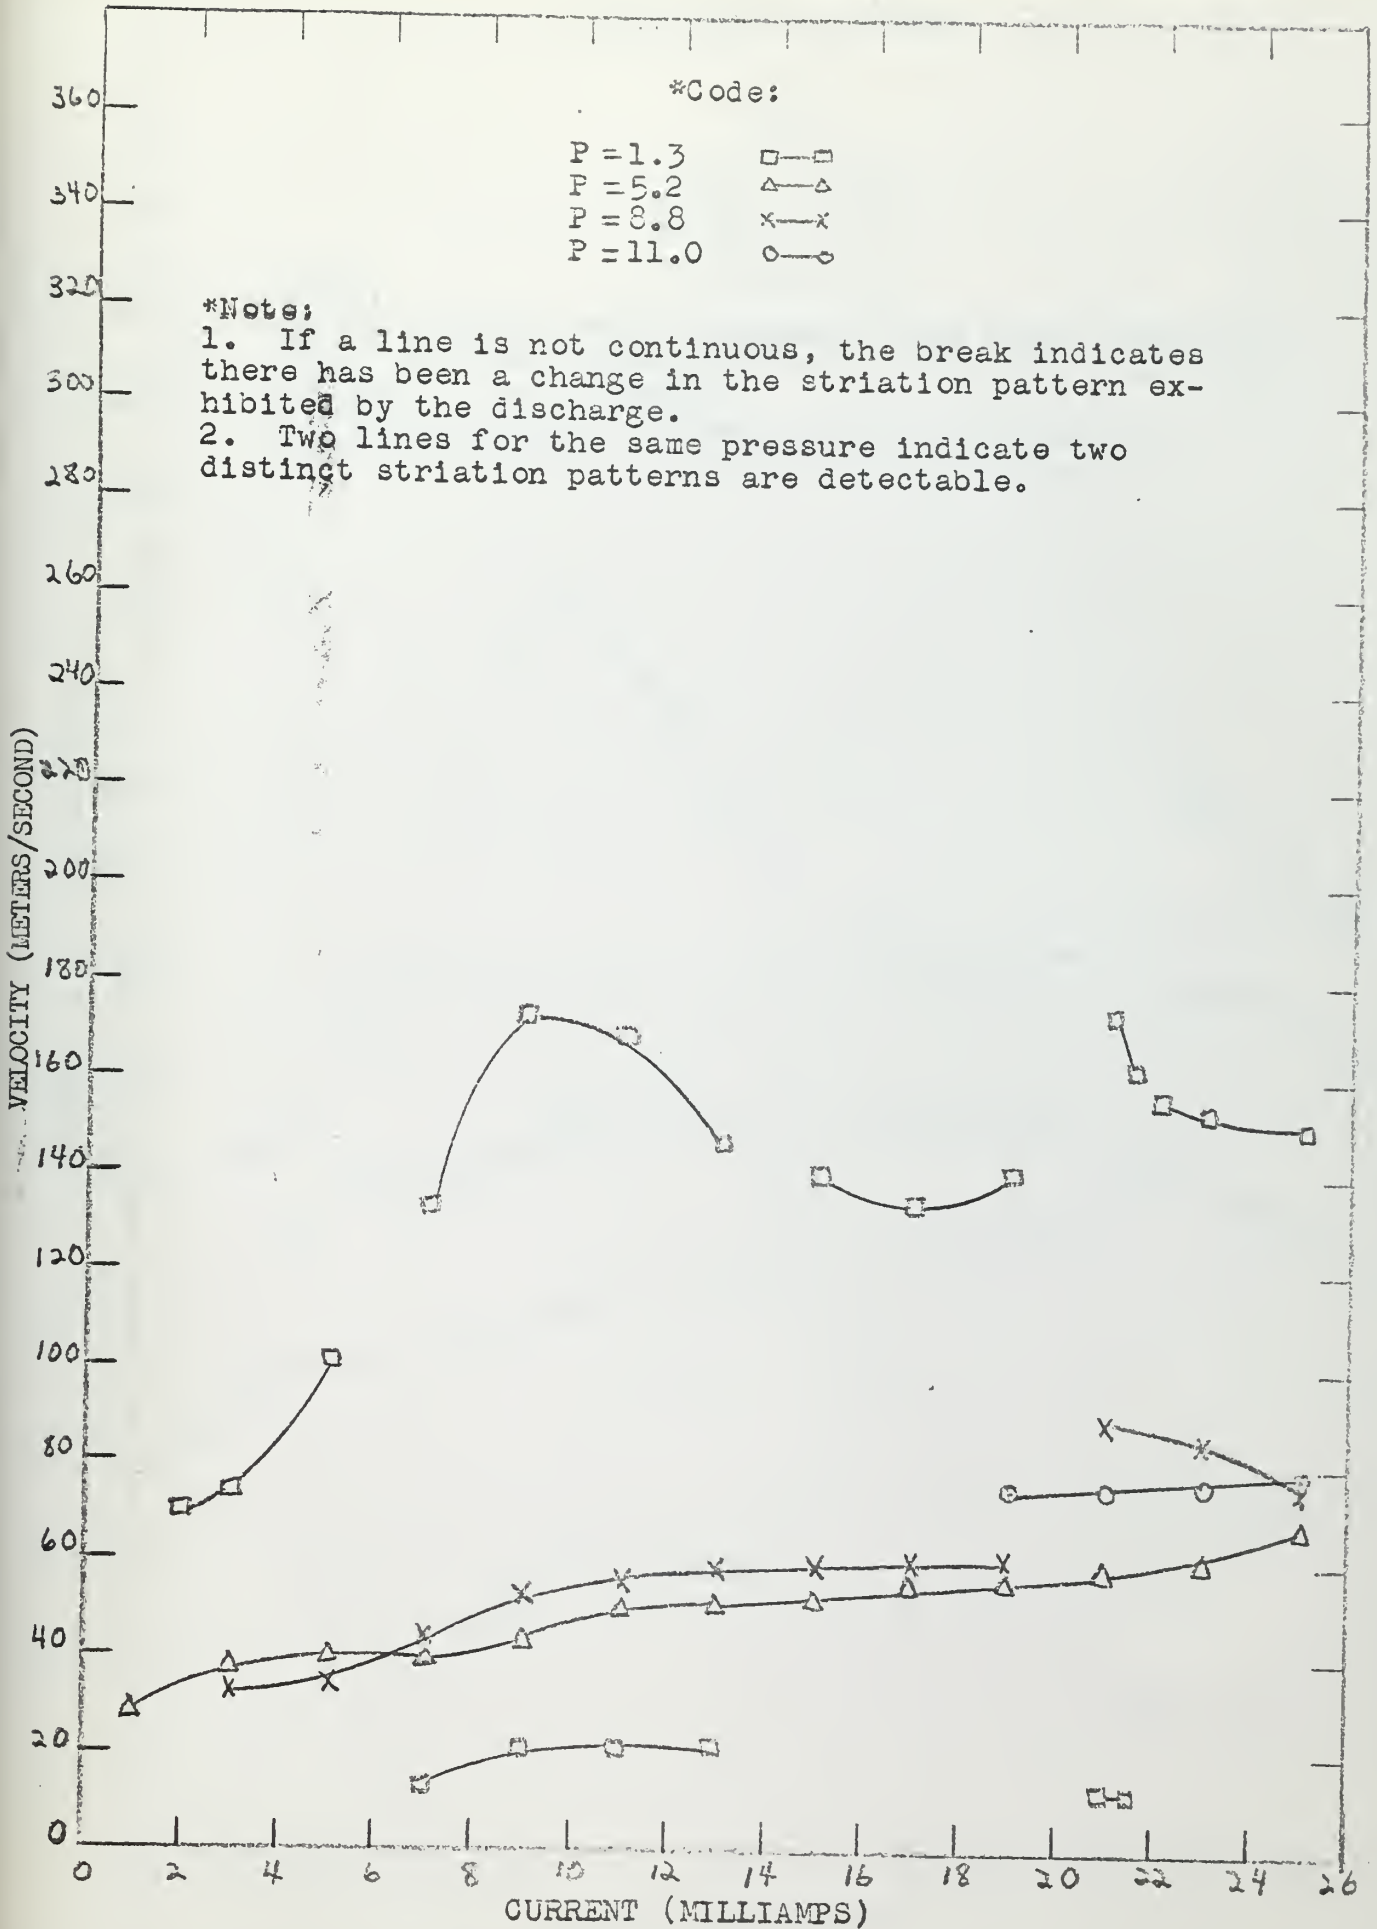 *Code:
P = 1.3
P = 5.2
P = 8.8
P = 11.0
*Note:
1. If a line is not continuous, the break indicates
there has been a change in the striation pattern ex-
hibited by the discharge.
2. Two lines for the same pressure indicate two
distinct striation patterns are detectable.
360
340
320
300
280
260
240
220
200
180
160
140
120
100
80
60
40
20
0
VELOCITY (METERS/SECOND)
0 2 4 6 8 10 12 14 16 18 20 22 24 26
CURRENT (MILLIAMPS)